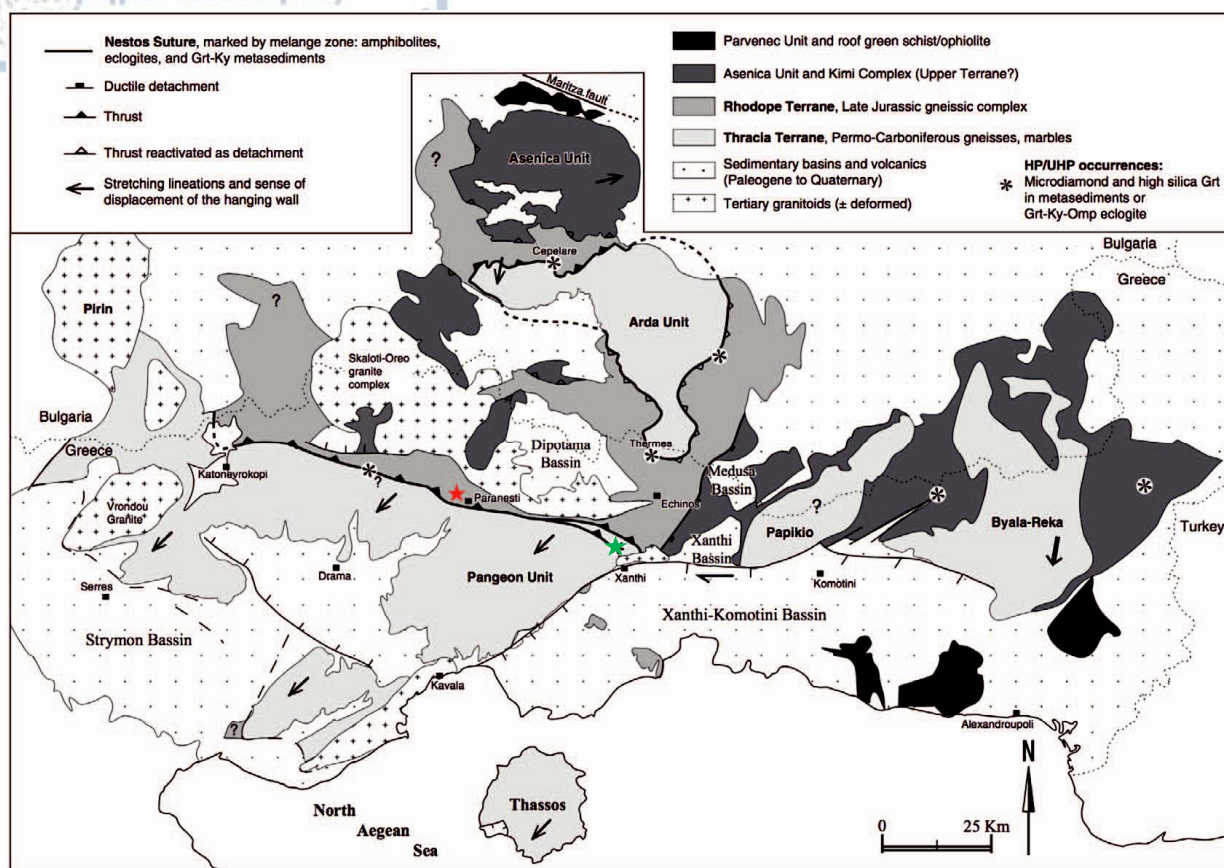 Nestos Suture, marked by melange zone: amphibolites,
eclogites, and Grt-Ky metasediments
Ductile detachment
Thrust
Thrust reactivated as detachment
Stretching lineations and sense of
displacement of the hanging wall
Parvenec Unit and roof green schist/ophiolite
Asenica Unit and Kimi Complex (Upper Terrane?)
Rhodope Terrane, Late Jurassic gneissic complex
Thracia Terrane, Permo-Carboniferous gneisses, marbles
Sedimentary basins and volcanics
(Paleogene to Quaternary)
Tertiary granitoids (± deformed)
HP/UHP occurrences:
Microdiamond and high silica Grt
in metasediments or
Grt-Ky-Omp eclogite
Maritza fault
?
Asenica Unit
Cepelare
Bulgaria
Greece
Pirin
?
Arda Unit
Skaloti-Oreo
granite
complex
Bulgaria
Greece
Thermes
Dipotama
Basin
Medusa
Basin
Katonevrokopi
?
Paranesti
Echinos
?
Vrondou
Granite
Papikio
Byala-Reka
Turkey
Xanthi
Basin
Drama
Pangeon Unit
Xanthi
Komotini
Serres
Strymon Basin
Xanthi-Komotini Basin
Kavala
?
Alexandroupoli
N
North
Aegean
Sea
Thassos
0 25 Km